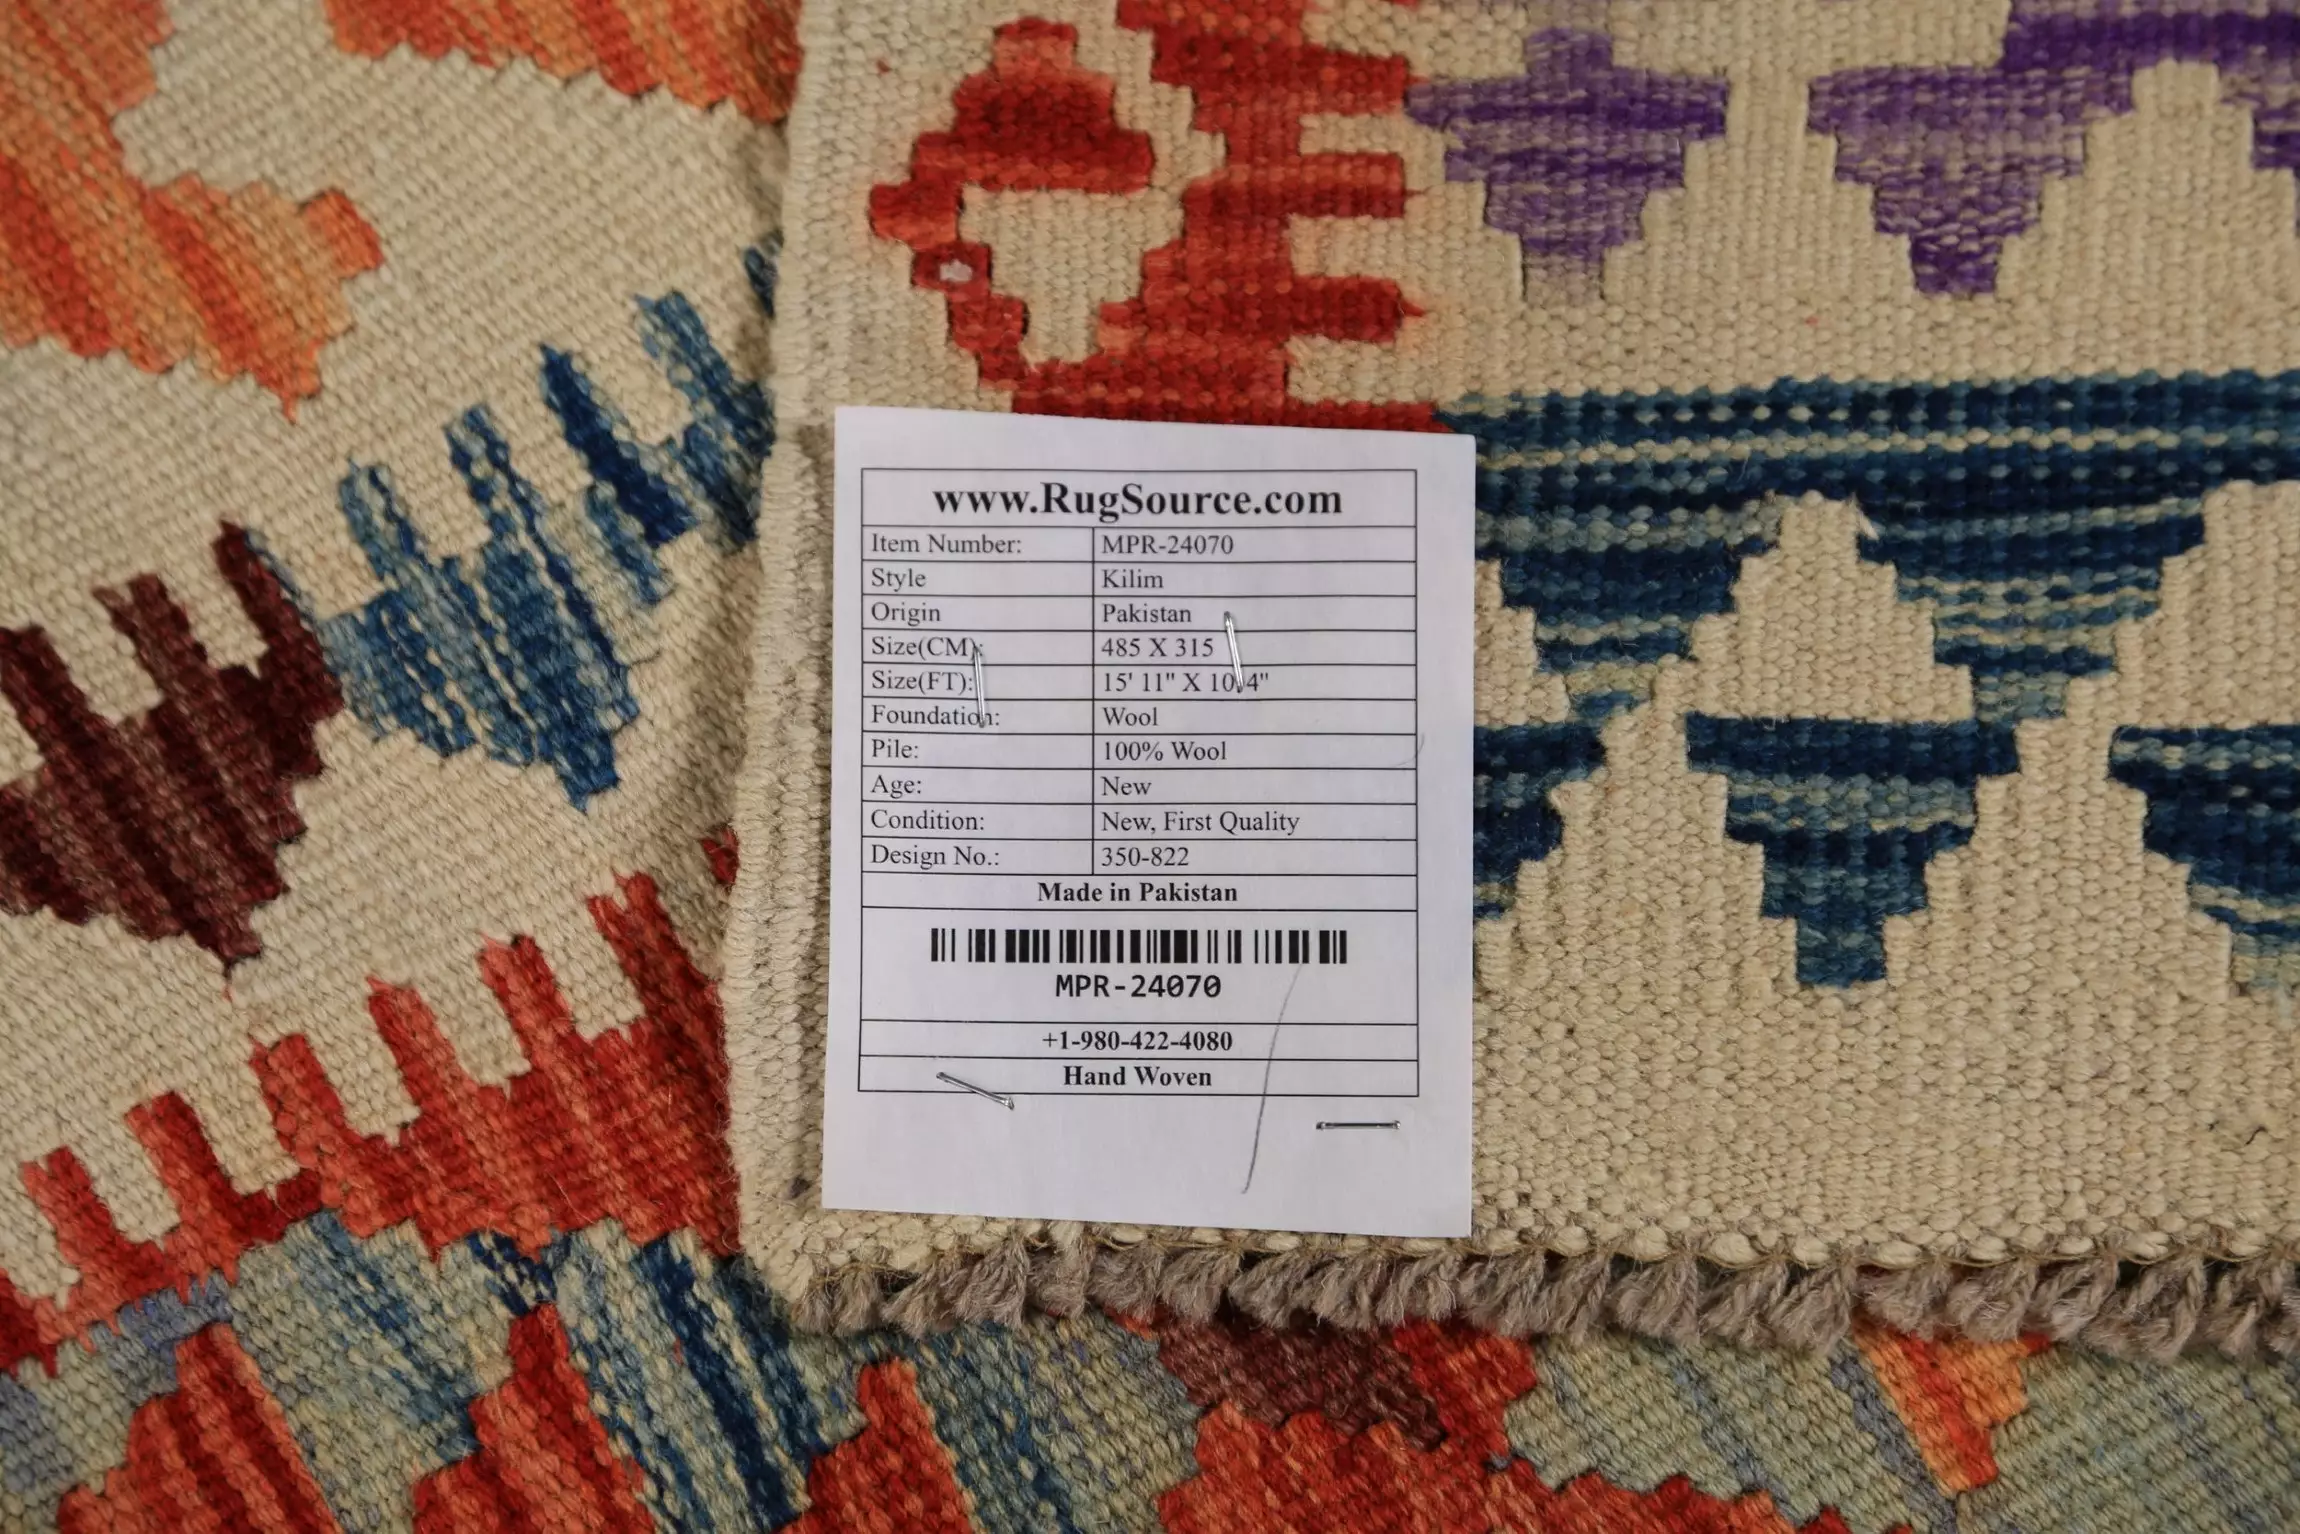 www.RugSource.com
Item Number: MPR-24070
Style Kilim
Origin Pakistan
Size(CM): 485 X 315
Size(FT): 15' 11" X 10' 4"
Foundation: Wool
Pile: 100% Wool
Age: New
Condition: New, First Quality
Design No.: 350-822
Made in Pakistan
MPR-24070
+1-980-422-4080
Hand Woven